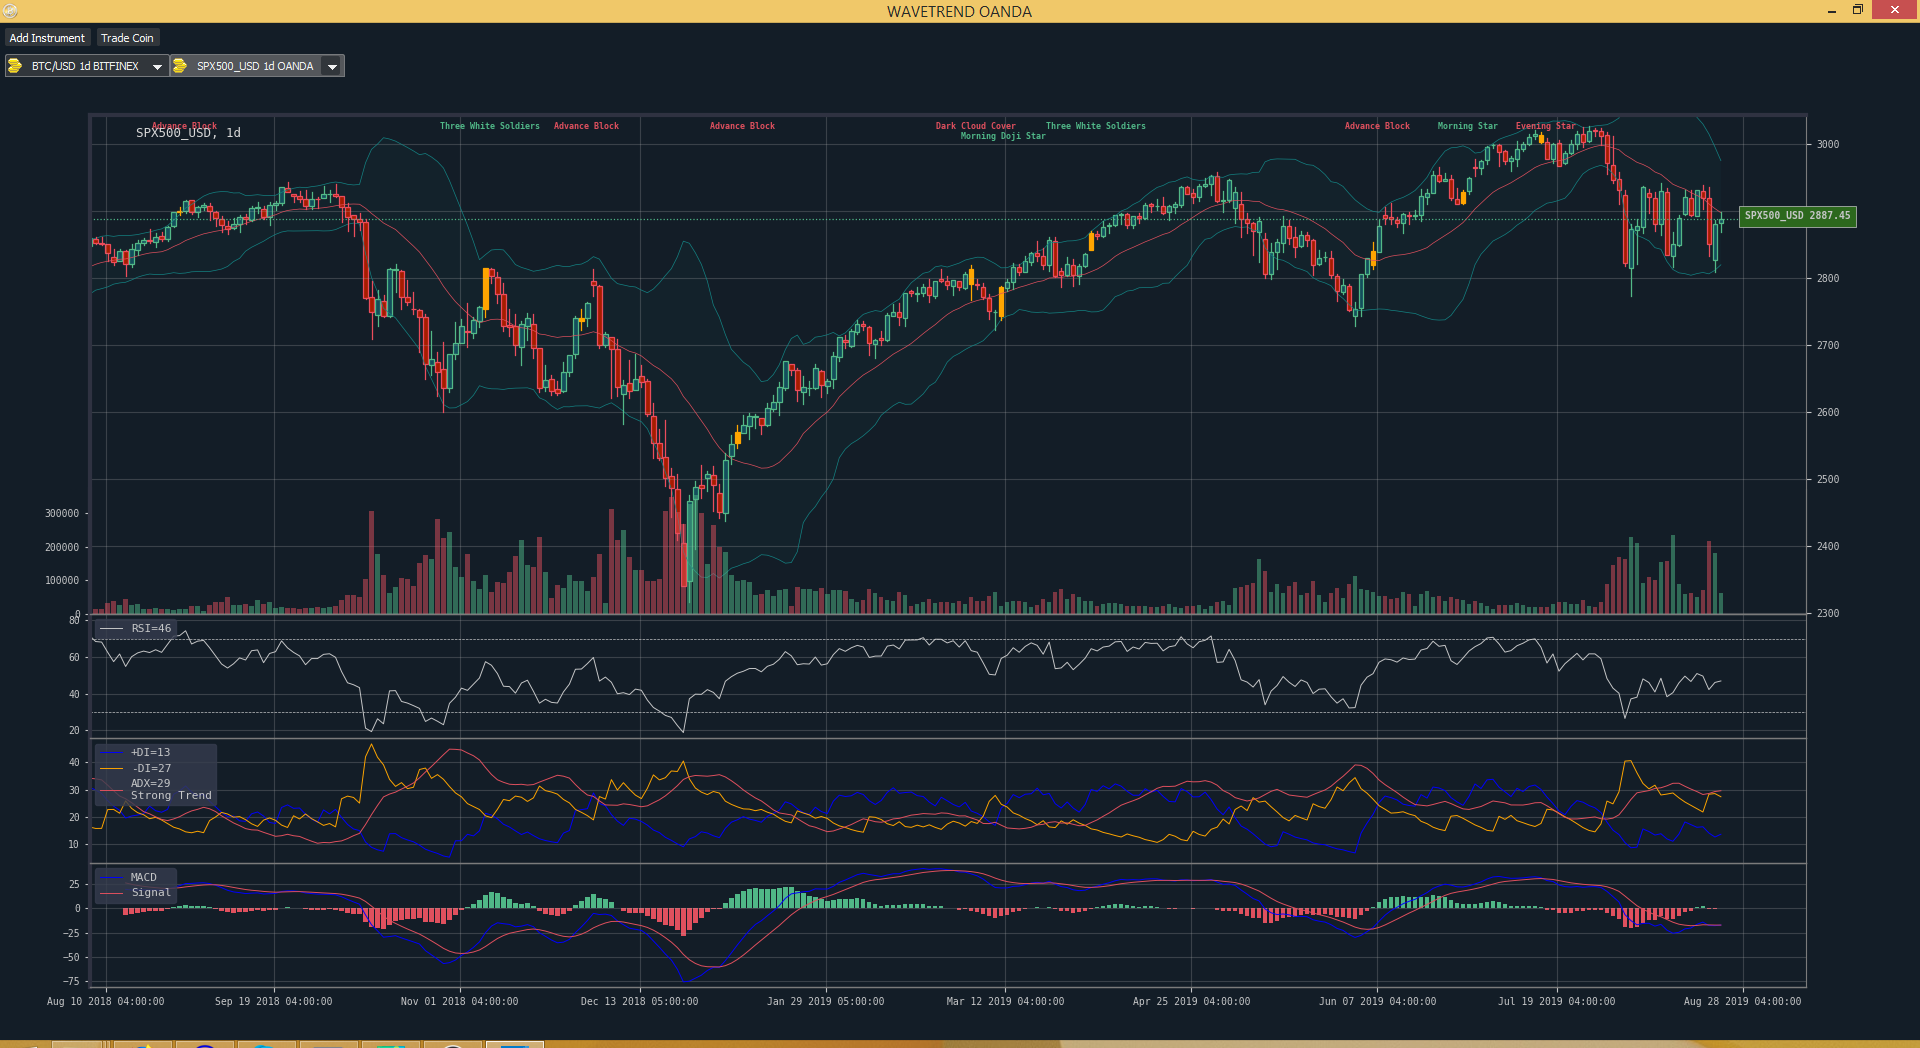 WAVETREND OANDA
Add Instrument Trade Coin
BTC/USD 1d BITFINEX SPX500_USD 1d OANDA
Advance Block Three White Soldiers Advance Block Advance Block Dark Cloud Cover Three White Soldiers Advance Block Morning Star Evening Star
SPX500_USD, 1d Morning Doji Star
3000
SPX500_USD 2887.45
2800
2700
2600
2500
300000
200000 2400
100000
0 2300
80
RSI=46
60
40
20
+DI=13
40 -DI=27
ADX=29
30 Strong Trend
20
10
MACD
25 Signal
0
−25
−50
−75
Aug 10 2018 04:00:00 Sep 19 2018 04:00:00 Nov 01 2018 04:00:00 Dec 13 2018 05:00:00 Jan 29 2019 05:00:00 Mar 12 2019 04:00:00 Apr 25 2019 04:00:00 Jun 07 2019 04:00:00 Jul 19 2019 04:00:00 Aug 28 2019 04:00:00